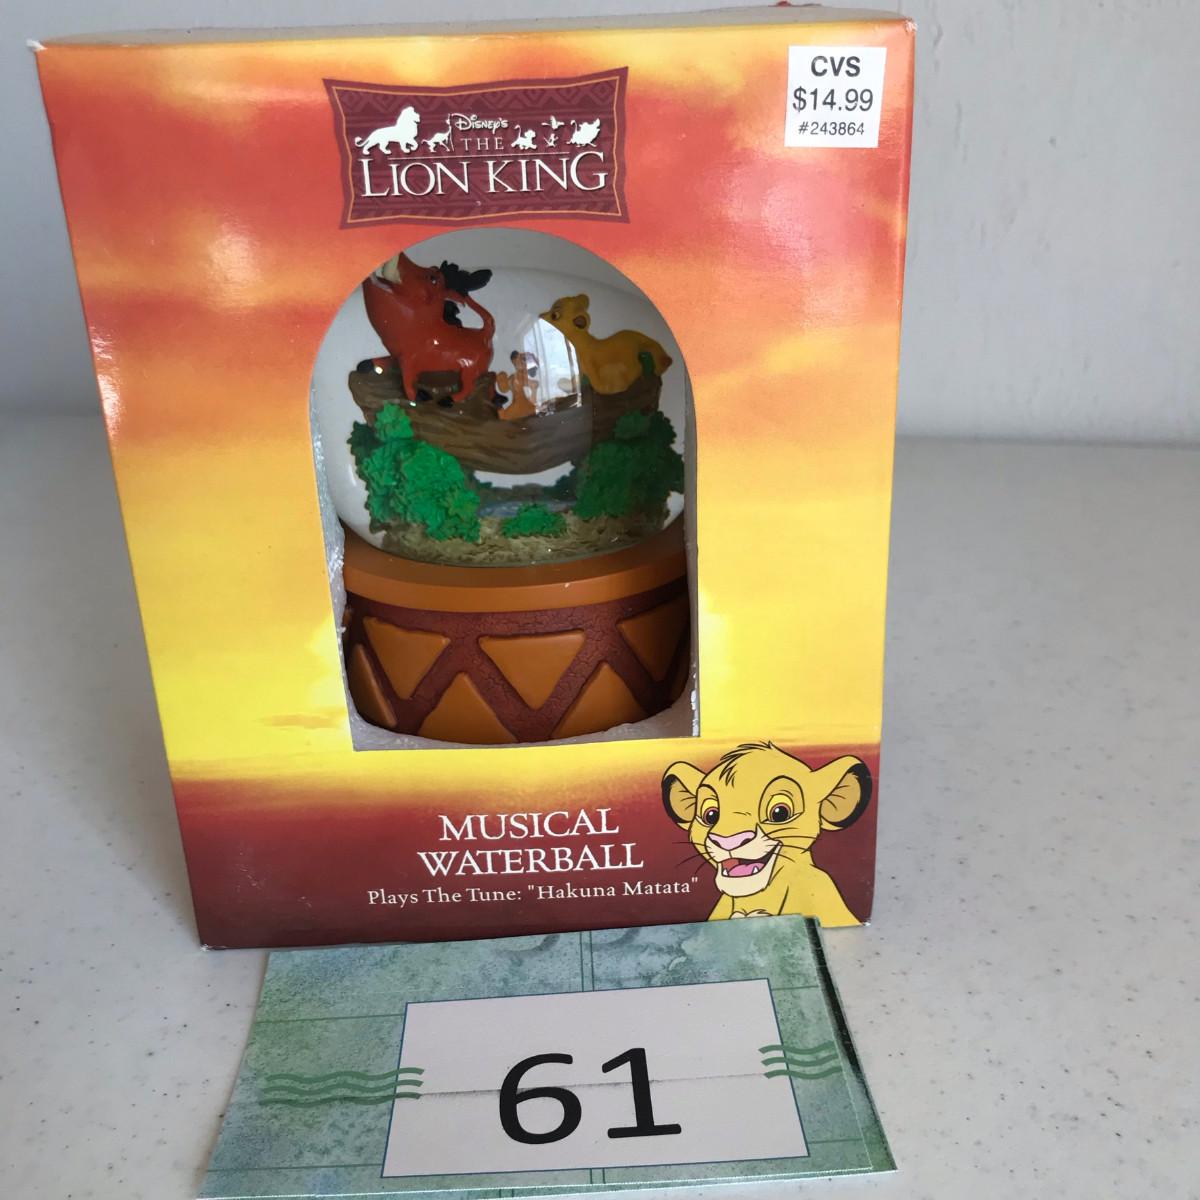 CVS
$14.99
#243864
DISNEY'S
THE
LION KING
MUSICAL
WATERBALL
Plays The Tune: "Hakuna Matata"
61